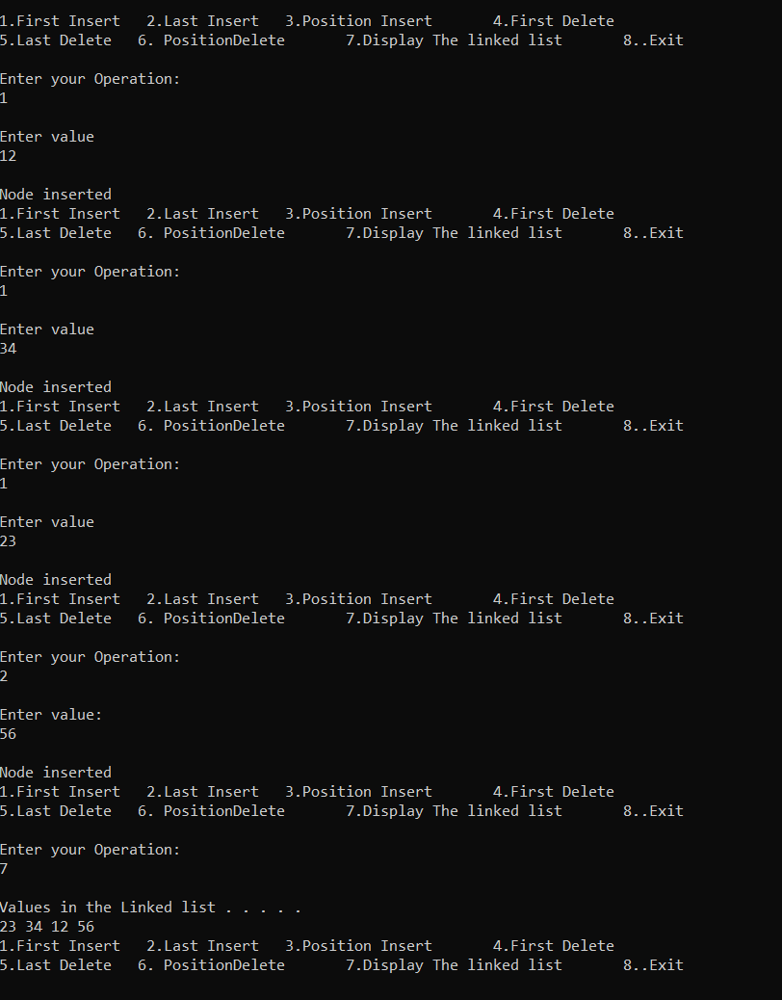 1.First Insert   2.Last Insert   3.Position Insert       4.First Delete
5.Last Delete   6. PositionDelete       7.Display The linked list       8..Exit
Enter your Operation:
1
Enter value
12
Node inserted
1.First Insert   2.Last Insert   3.Position Insert       4.First Delete
5.Last Delete   6. PositionDelete       7.Display The linked list       8..Exit
Enter your Operation:
1
Enter value
34
Node inserted
1.First Insert   2.Last Insert   3.Position Insert       4.First Delete
5.Last Delete   6. PositionDelete       7.Display The linked list       8..Exit
Enter your Operation:
1
Enter value
23
Node inserted
1.First Insert   2.Last Insert   3.Position Insert       4.First Delete
5.Last Delete   6. PositionDelete       7.Display The linked list       8..Exit
Enter your Operation:
2
Enter value:
56
Node inserted
1.First Insert   2.Last Insert   3.Position Insert       4.First Delete
5.Last Delete   6. PositionDelete       7.Display The linked list       8..Exit
Enter your Operation:
7
Values in the Linked list . . . . .
23 34 12 56
1.First Insert   2.Last Insert   3.Position Insert       4.First Delete
5.Last Delete   6. PositionDelete       7.Display The linked list       8..Exit